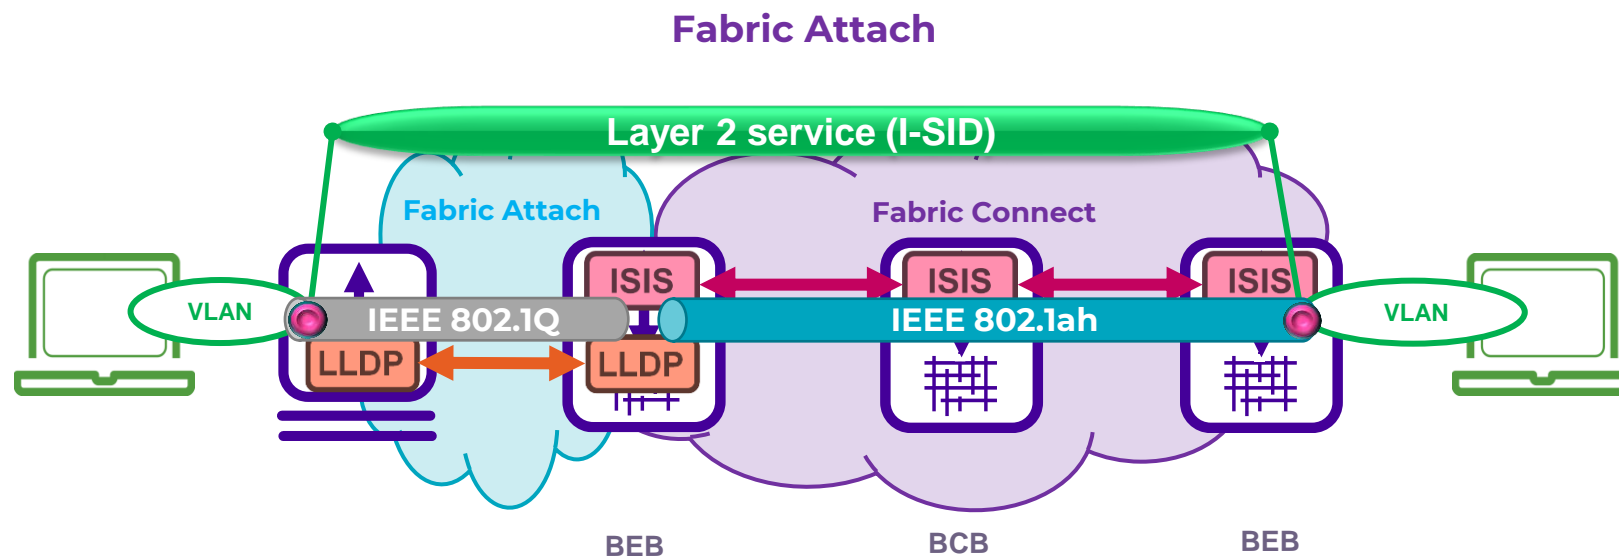 Fabric Attach
Layer 2 service (I-SID)
Fabric Attach
Fabric Connect
ISIS
ISIS
ISIS
VLAN
IEEE 802.1Q
IEEE 802.1ah
VLAN
LLDP
LLDP
BEB
BCB
BEB